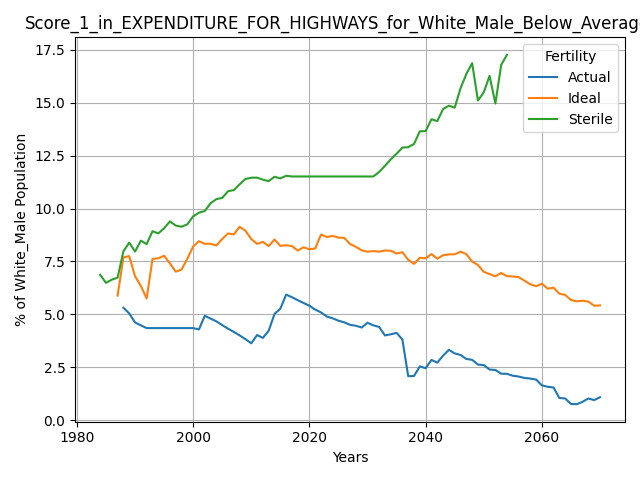 Score_1_in_EXPENDITURE_FOR_HIGHWAYS_for_White_Male_Below_Average
Fertility
Actual
Ideal
Sterile
% of White_Male Population
17.5
15.0
12.5
10.0
7.5
5.0
2.5
0.0
1980 2000 2020 2040 2060
Years